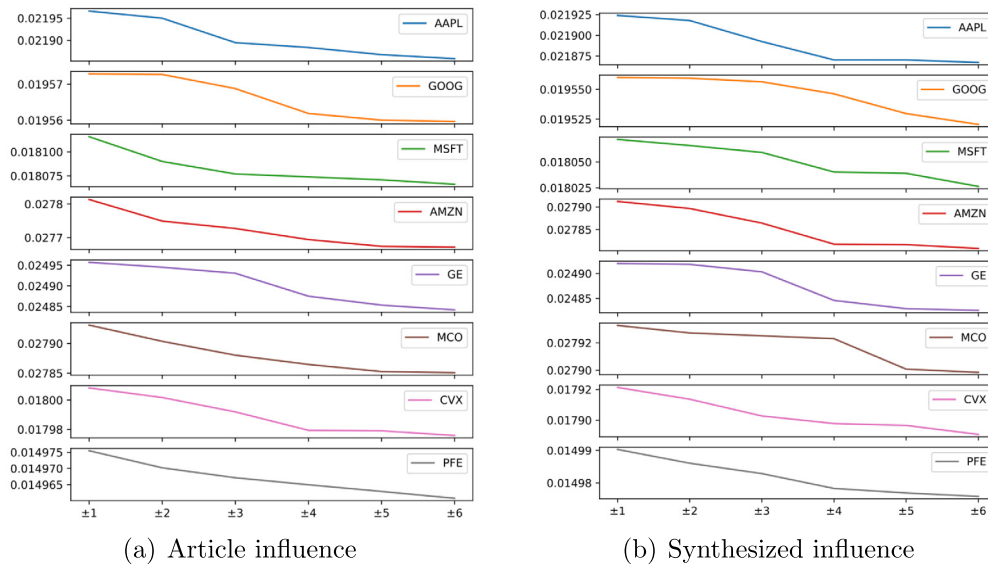 0.02195
0.02190
AAPL
0.01957
0.01956
GOOG
0.018100
0.018075
MSFT
0.0278
0.0277
AMZN
0.02495
0.02490
0.02485
GE
0.02790
0.02785
MCO
0.01800
0.01798
CVX
0.014975
0.014970
0.014965
PFE
±1 ±2 ±3 ±4 ±5 ±6
(a) Article influence
0.021925
0.021900
0.021875
AAPL
0.019550
0.019525
GOOG
0.018050
0.018025
MSFT
0.02790
0.02785
AMZN
0.02490
0.02485
GE
0.02792
0.02790
MCO
0.01792
0.01790
CVX
0.01499
0.01498
PFE
±1 ±2 ±3 ±4 ±5 ±6
(b) Synthesized influence